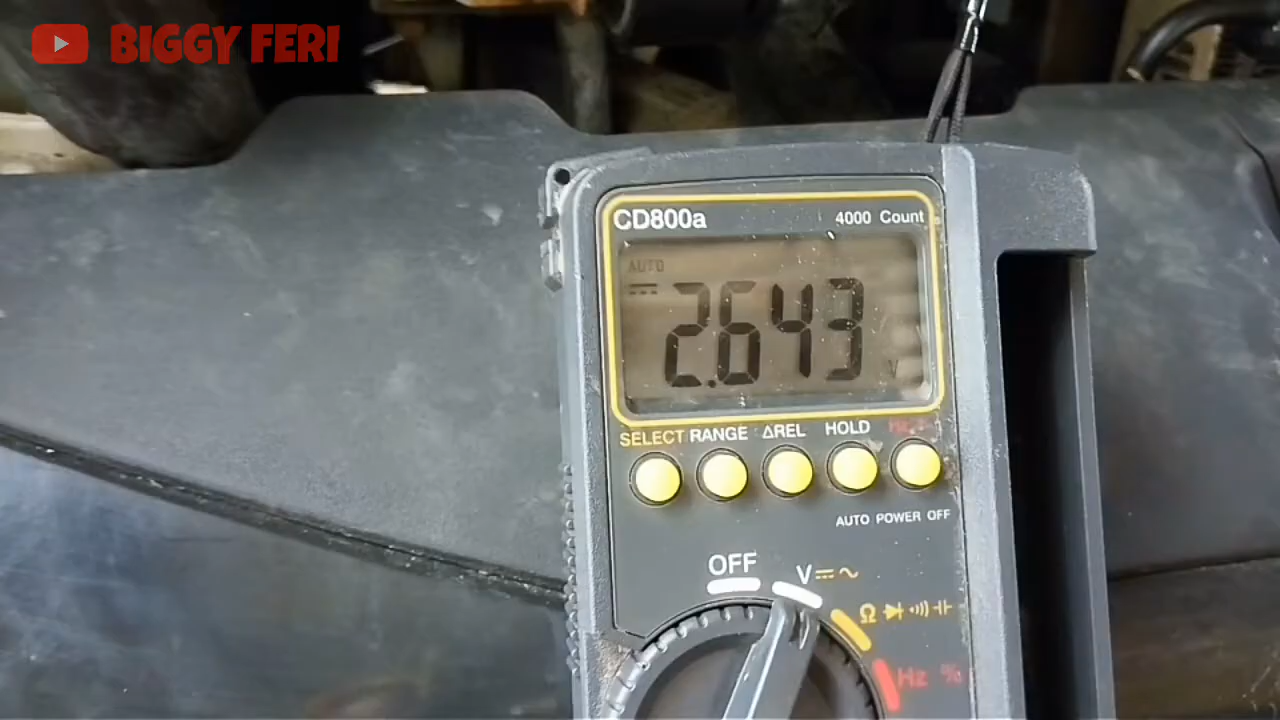 BIGGY FERI
CD800a 4000 Count
AUTO
2.643 V
SELECT RANGE ΔREL HOLD
AUTO POWER OFF
OFF V
Ω
Hz %